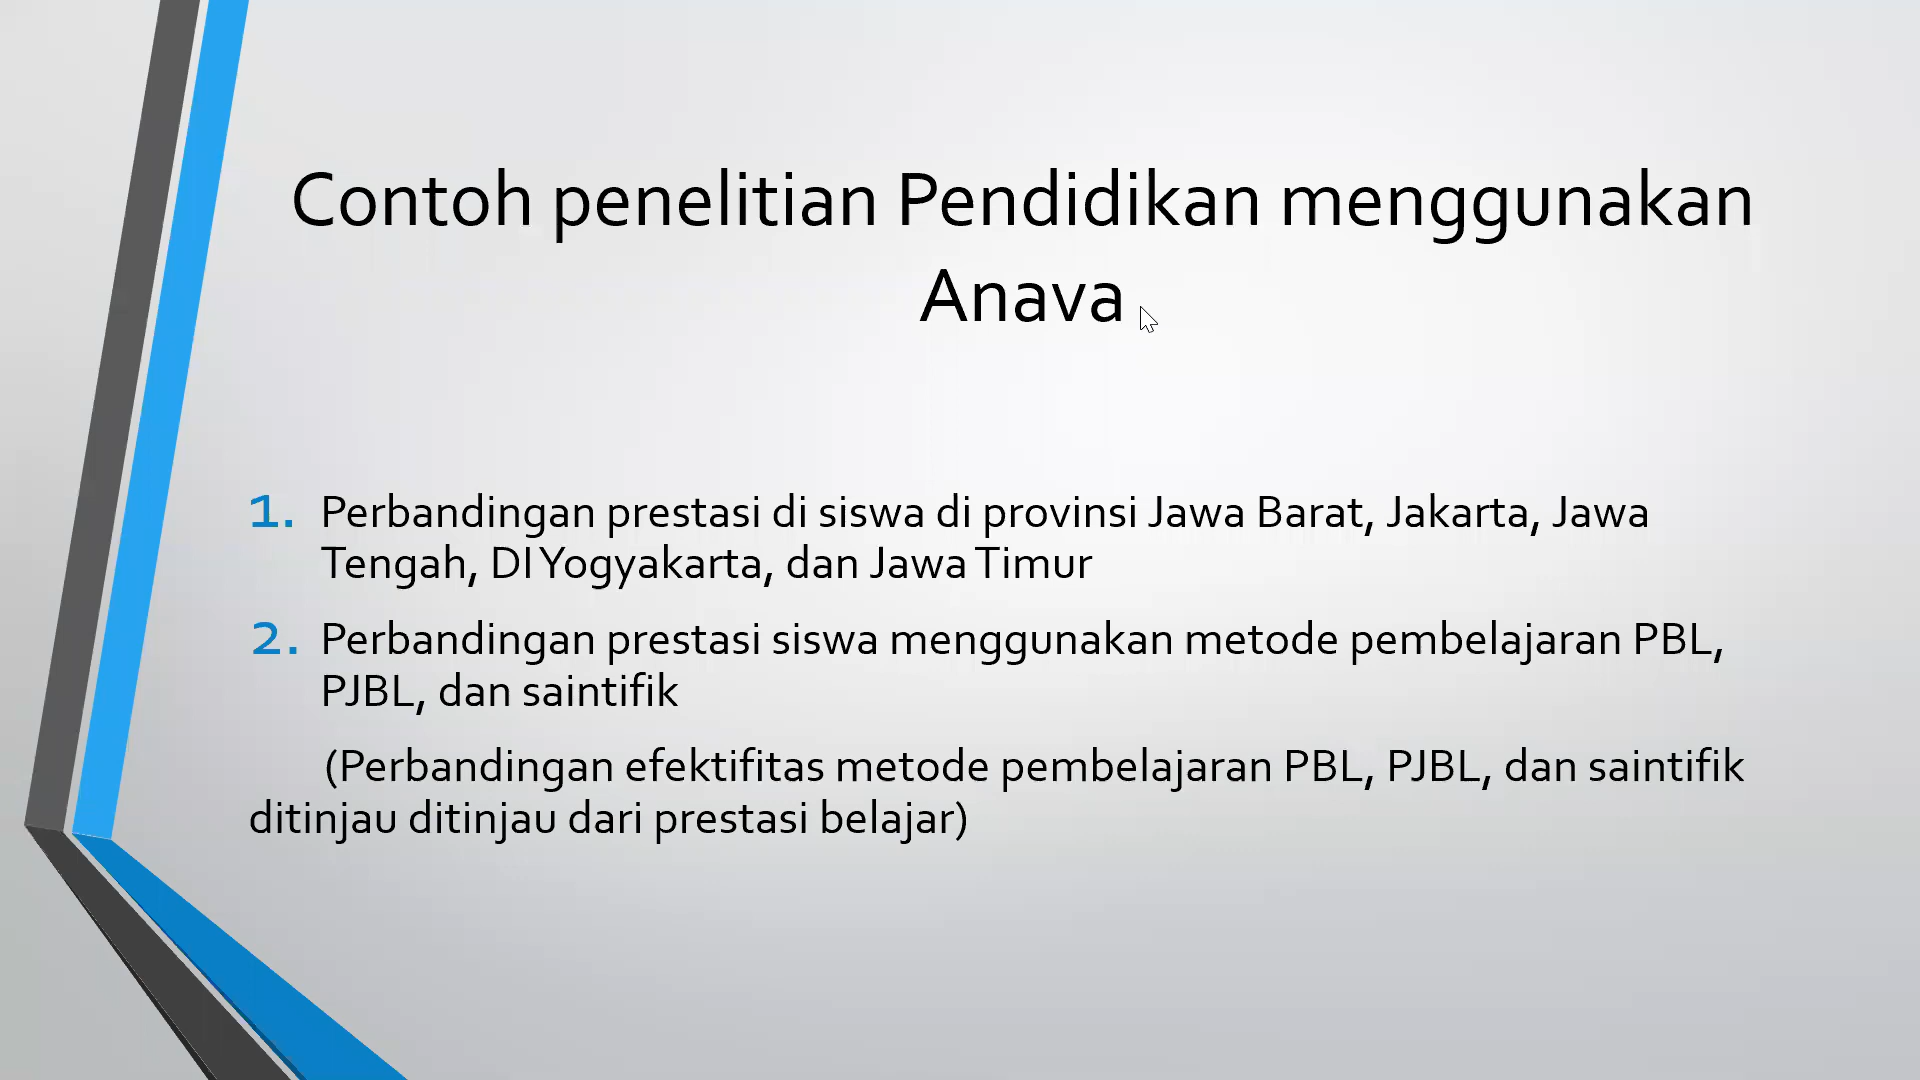 Contoh penelitian Pendidikan menggunakan
Anava
1. Perbandingan prestasi di siswa di provinsi Jawa Barat, Jakarta, Jawa
Tengah, DI Yogyakarta, dan Jawa Timur
2. Perbandingan prestasi siswa menggunakan metode pembelajaran PBL,
PJBL, dan saintifik
(Perbandingan efektifitas metode pembelajaran PBL, PJBL, dan saintifik
ditinjau ditinjau dari prestasi belajar)